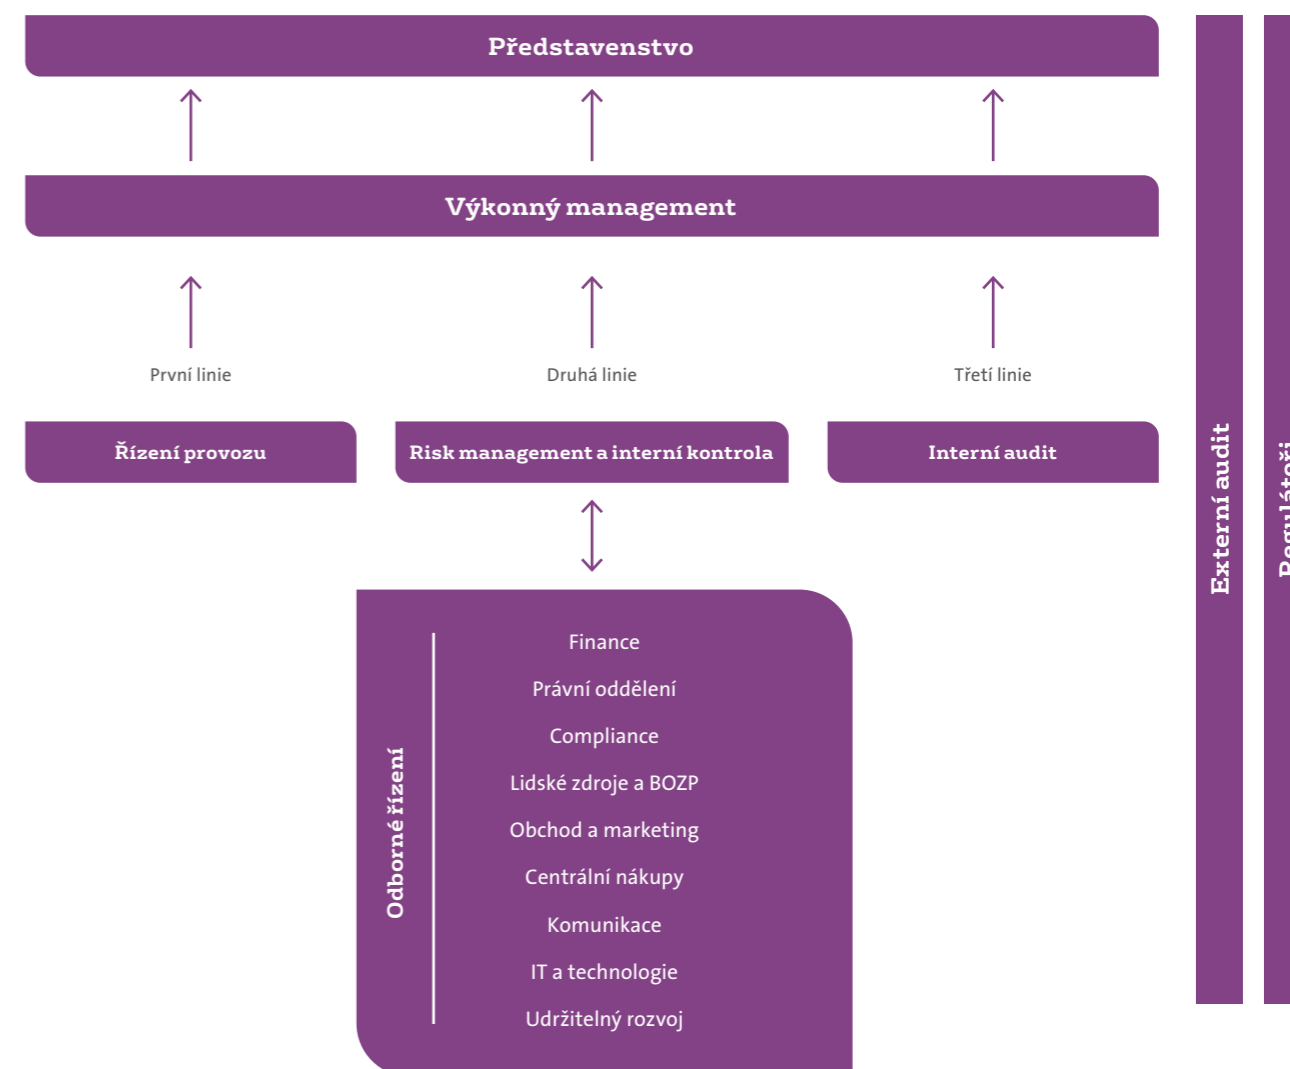 Představenstvo
Výkonný management
První linie
Druhá linie
Třetí linie
Řízení provozu
Risk management a interní kontrola
Interní audit
Odborné řízení
Finance
Právní oddělení
Compliance
Lidské zdroje a BOZP
Obchod a marketing
Centrální nákupy
Komunikace
IT a technologie
Udržitelný rozvoj
Externí audit
Regulátoři